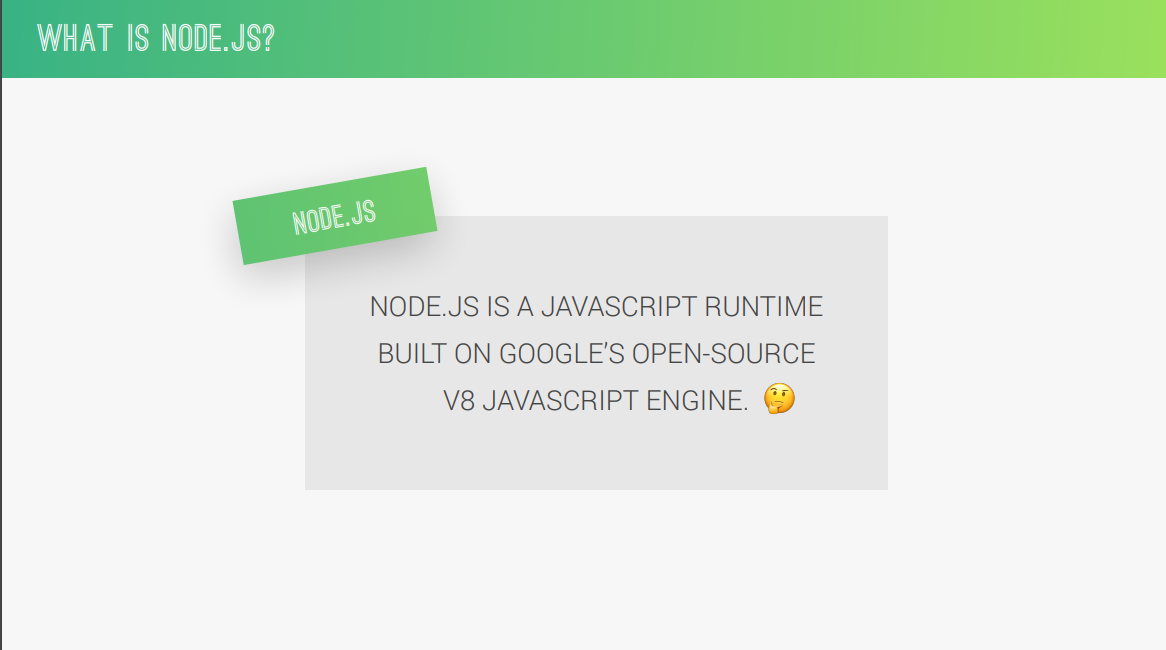 WHAT IS NODE.JS?
NODE.JS
NODE.JS IS A JAVASCRIPT RUNTIME
BUILT ON GOOGLE’S OPEN-SOURCE
V8 JAVASCRIPT ENGINE. 🤔